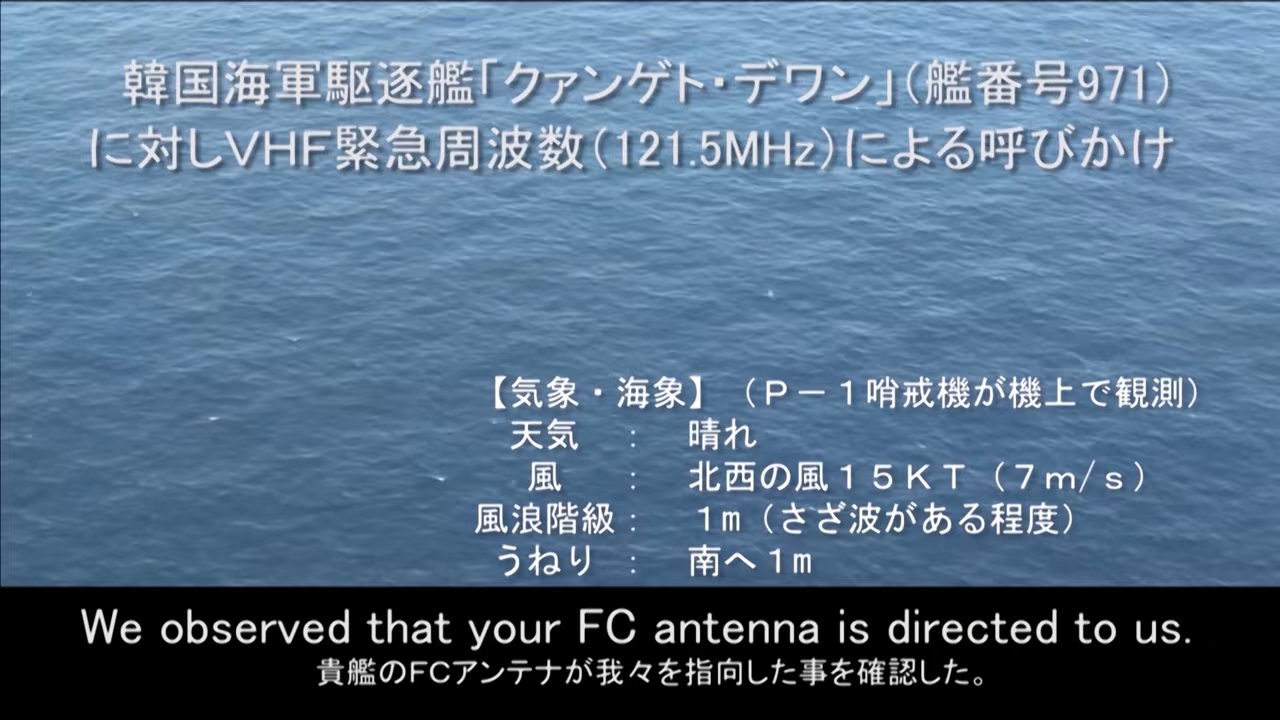 韓国海軍駆逐艦「クァンゲト・デワン」（艦番号971）
に対しVHF緊急周波数（121.5MHz）による呼びかけ
【気象・海象】（Ｐ－１哨戒機が機上で観測）
天気 ： 晴れ
風 ： 北西の風１５ＫＴ（７ｍ/ｓ）
風浪階級： １ｍ（さざ波がある程度）
うねり ： 南へ１ｍ
We observed that your FC antenna is directed to us.
貴艦のFCアンテナが我々を指向した事を確認した。